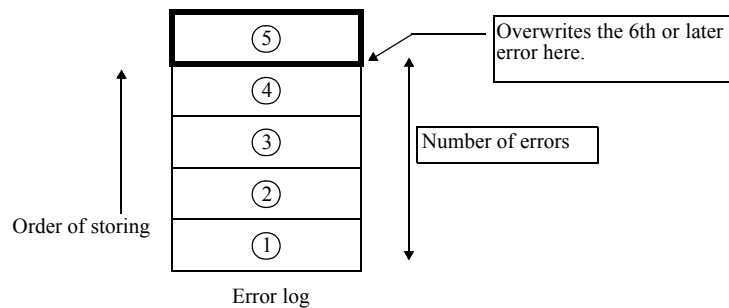 ⑤
Overwrites the 6th or later
error here.
④
③
Number of errors
②
Order of storing
①
Error log